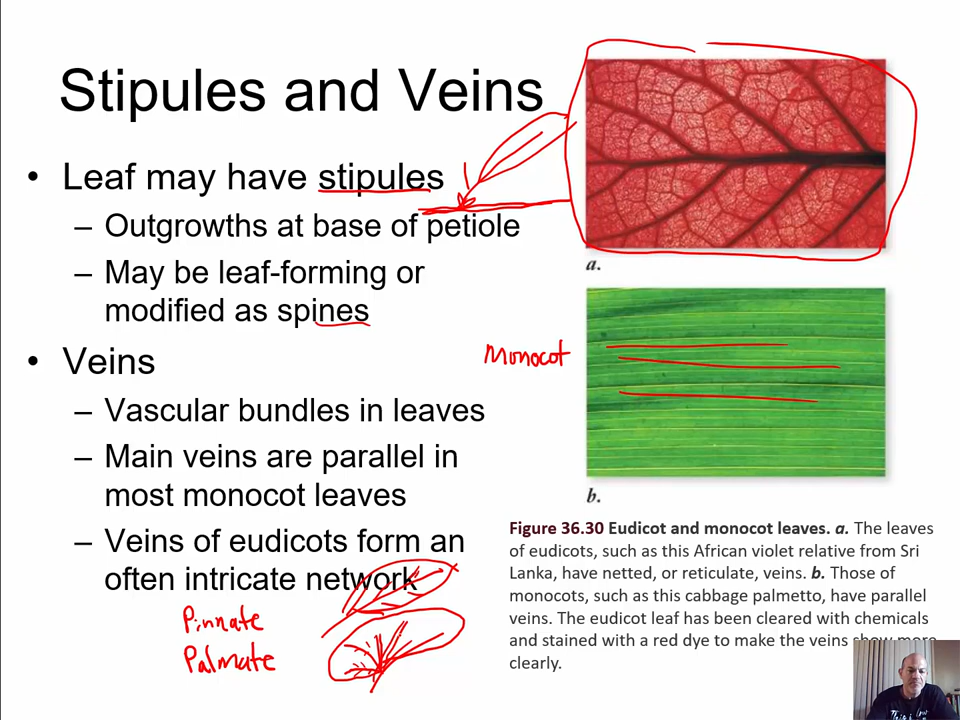 Stipules and Veins
• Leaf may have stipules
– Outgrowths at base of petiole
– May be leaf-forming or
modified as spines
• Veins
– Vascular bundles in leaves
– Main veins are parallel in
most monocot leaves
– Veins of eudicots form an
often intricate network
Pinnate
Palmate
a.
Monocot
b.
Figure 36.30 Eudicot and monocot leaves. a. The leaves
of eudicots, such as this African violet relative from Sri
Lanka, have netted, or reticulate, veins. b. Those of
monocots, such as this cabbage palmetto, have parallel
veins. The eudicot leaf has been cleared with chemicals
and stained with a red dye to make the veins show more
clearly.